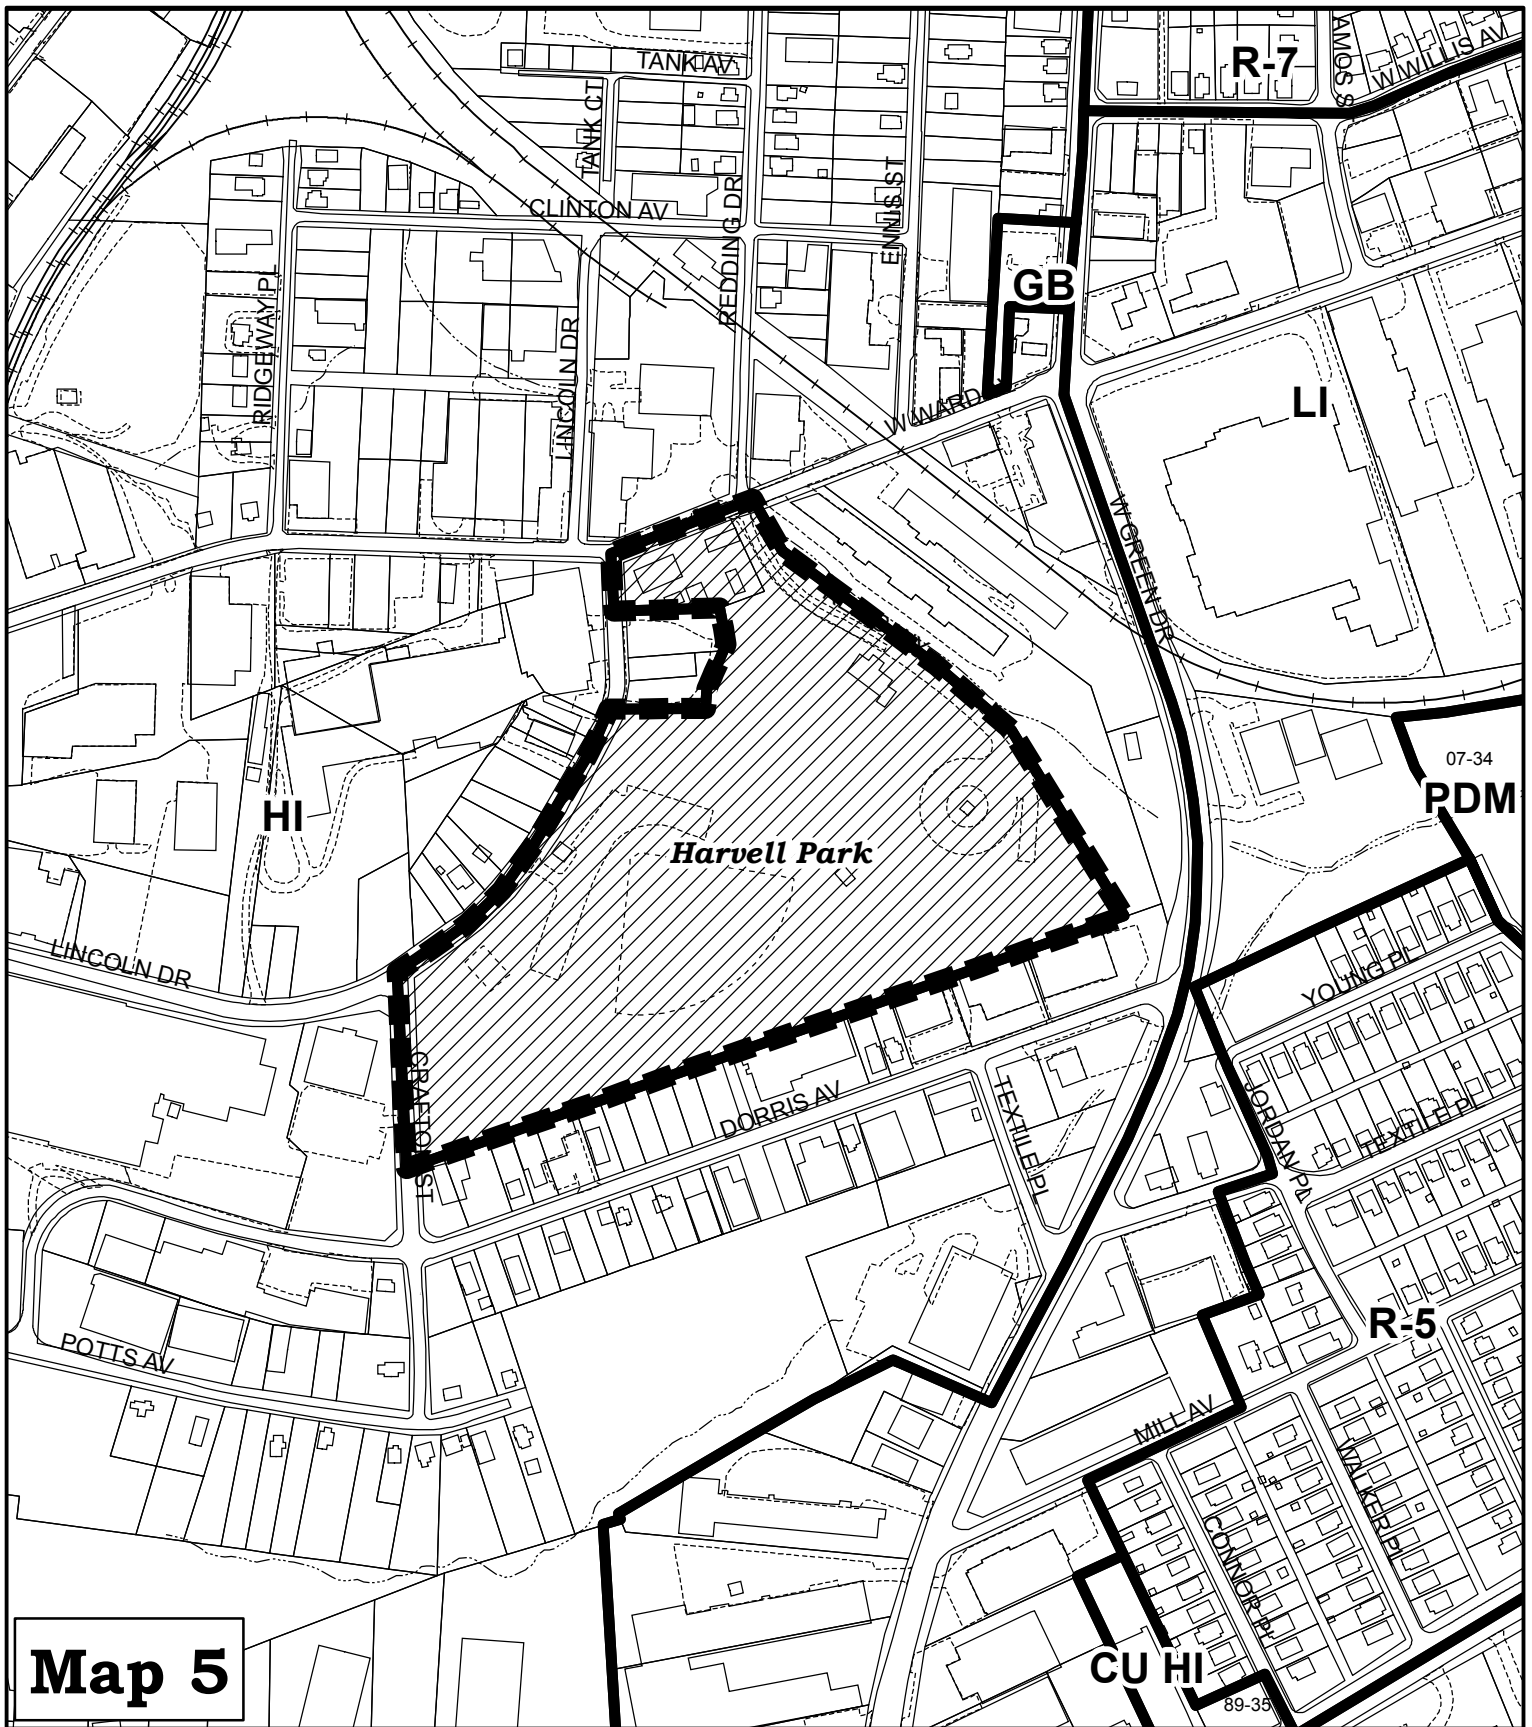 TANK AV
R-7
AMOS S
W WILLIS AV
TANK CT
CLINTON AV
REDDING DR
ENNIS ST
GB
RIDGEWAY PL
LINCOLN DR
W WARD
LI
W GREEN DR
07-34
PDM
HI
Harvell Park
LINCOLN DR
YOUNG PL
GRAFTON ST
DORRIS AV
TEXTILE PL
JORDAN PL
TEXTILE PL
R-5
POTTS AV
MILL AV
WALKER PL
CONNOR PL
Map 5
CU HI
89-35